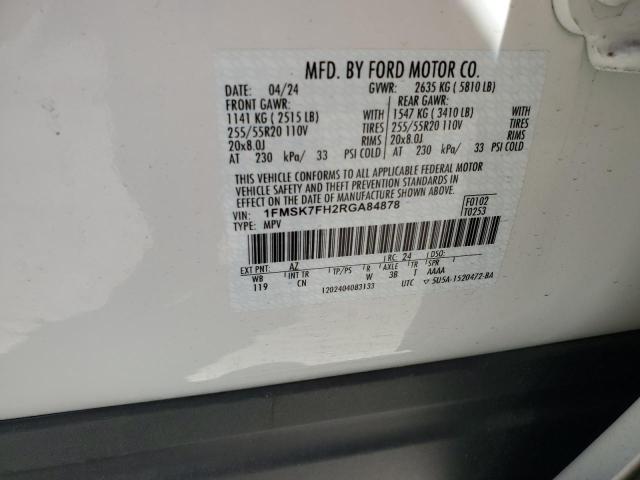 MFD. BY FORD MOTOR CO.
DATE: 04/24 GVWR: 2635 KG ( 5810 LB)
FRONT GAWR: REAR GAWR:
1141 KG ( 2515 LB) WITH 1547 KG ( 3410 LB) WITH
255/55R20 110V TIRES 255/55R20 110V TIRES
20x8.0J RIMS 20x8.0J RIMS
AT 230 kPa/ 33 PSI COLD AT 230 kPa/ 33 PSI COLD
THIS VEHICLE CONFORMS TO ALL APPLICABLE FEDERAL MOTOR
VEHICLE SAFETY AND THEFT PREVENTION STANDARDS IN EFFECT ON
THE DATE OF MANUFACTURE SHOWN ABOVE.
VIN: 1FMSK7FH2RGA84878 F0102
TYPE: MPV T0253
EXT PNT: AZ RC: 24 DSO:
WB INT TR TP/PS R AXLE TR SPR
119 CN W 3B T AAAA
1202404083133 UTC ▽ 5U5A-1520472-BA